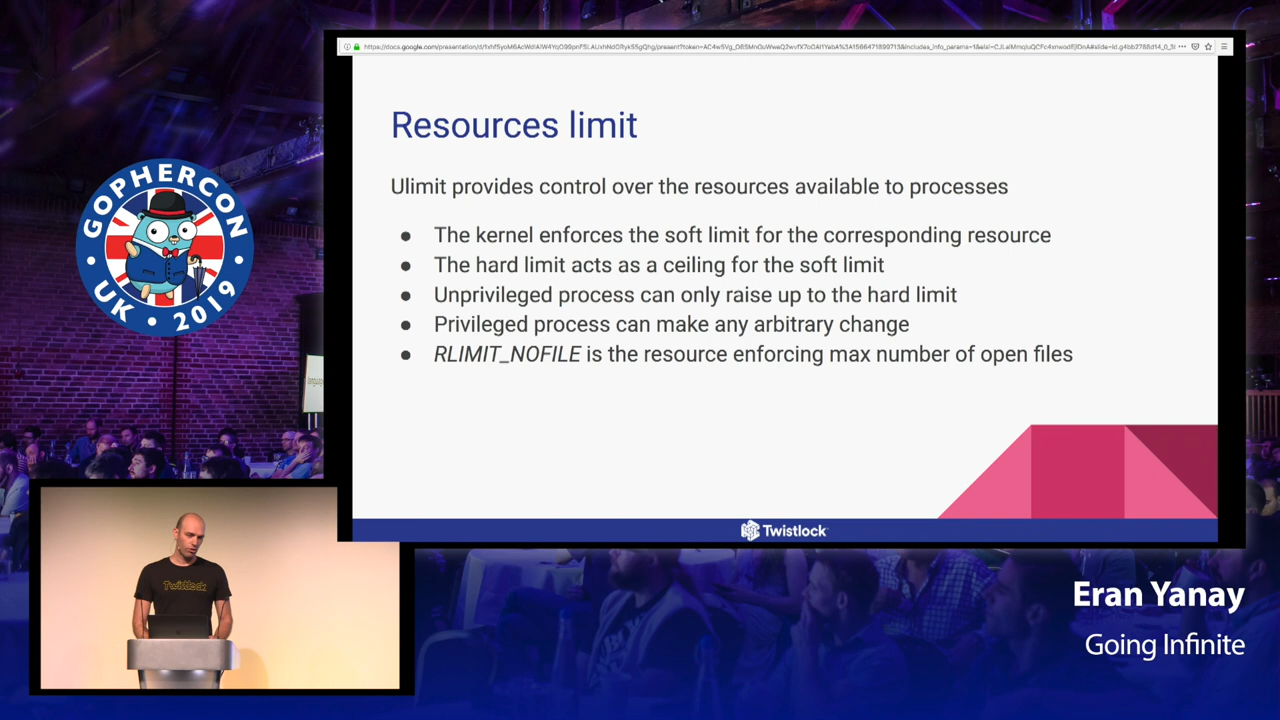 GOPHERCON
UK • 2019
Resources limit
Ulimit provides control over the resources available to processes
● The kernel enforces the soft limit for the corresponding resource
● The hard limit acts as a ceiling for the soft limit
● Unprivileged process can only raise up to the hard limit
● Privileged process can make any arbitrary change
● RLIMIT_NOFILE is the resource enforcing max number of open files
Twistlock
Twistlock
Eran Yanay
Going Infinite